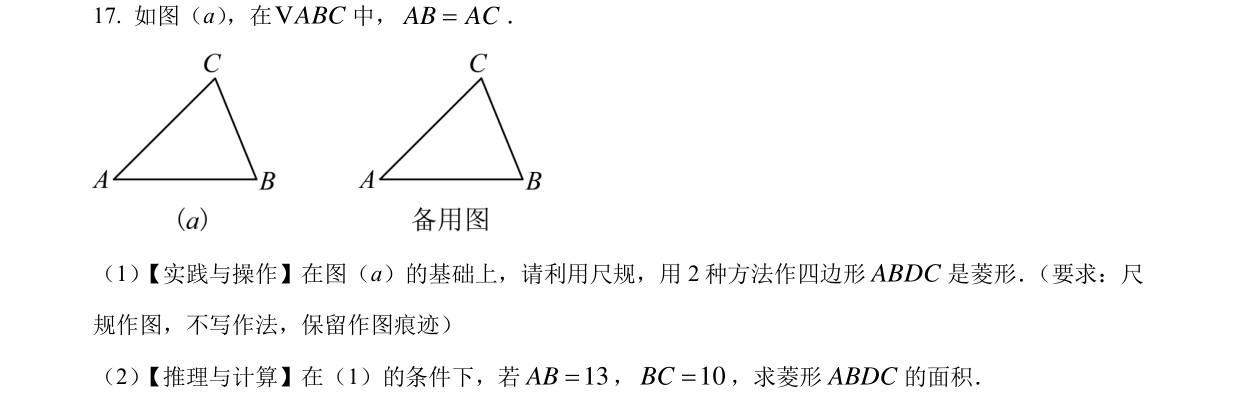 17. 如图（a），在VABC 中， AB = AC .
C C
A B A B
(a) 备用图
（1）【实践与操作】在图（a）的基础上，请利用尺规，用 2 种方法作四边形 ABDC 是菱形．（要求：尺
规作图，不写作法，保留作图痕迹）
（2）【推理与计算】在（1）的条件下，若 AB =13， BC =10，求菱形 ABDC 的面积．